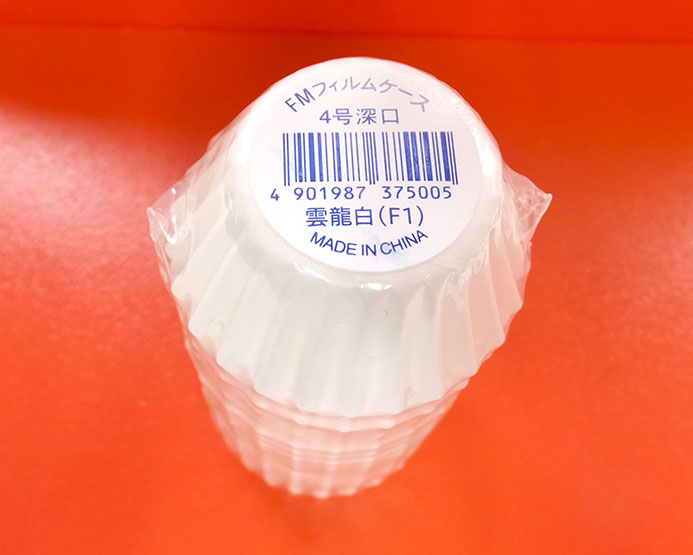 FMフィルムケース
4号深口
4 901987 375005
雲龍白(F1)
MADE IN CHINA